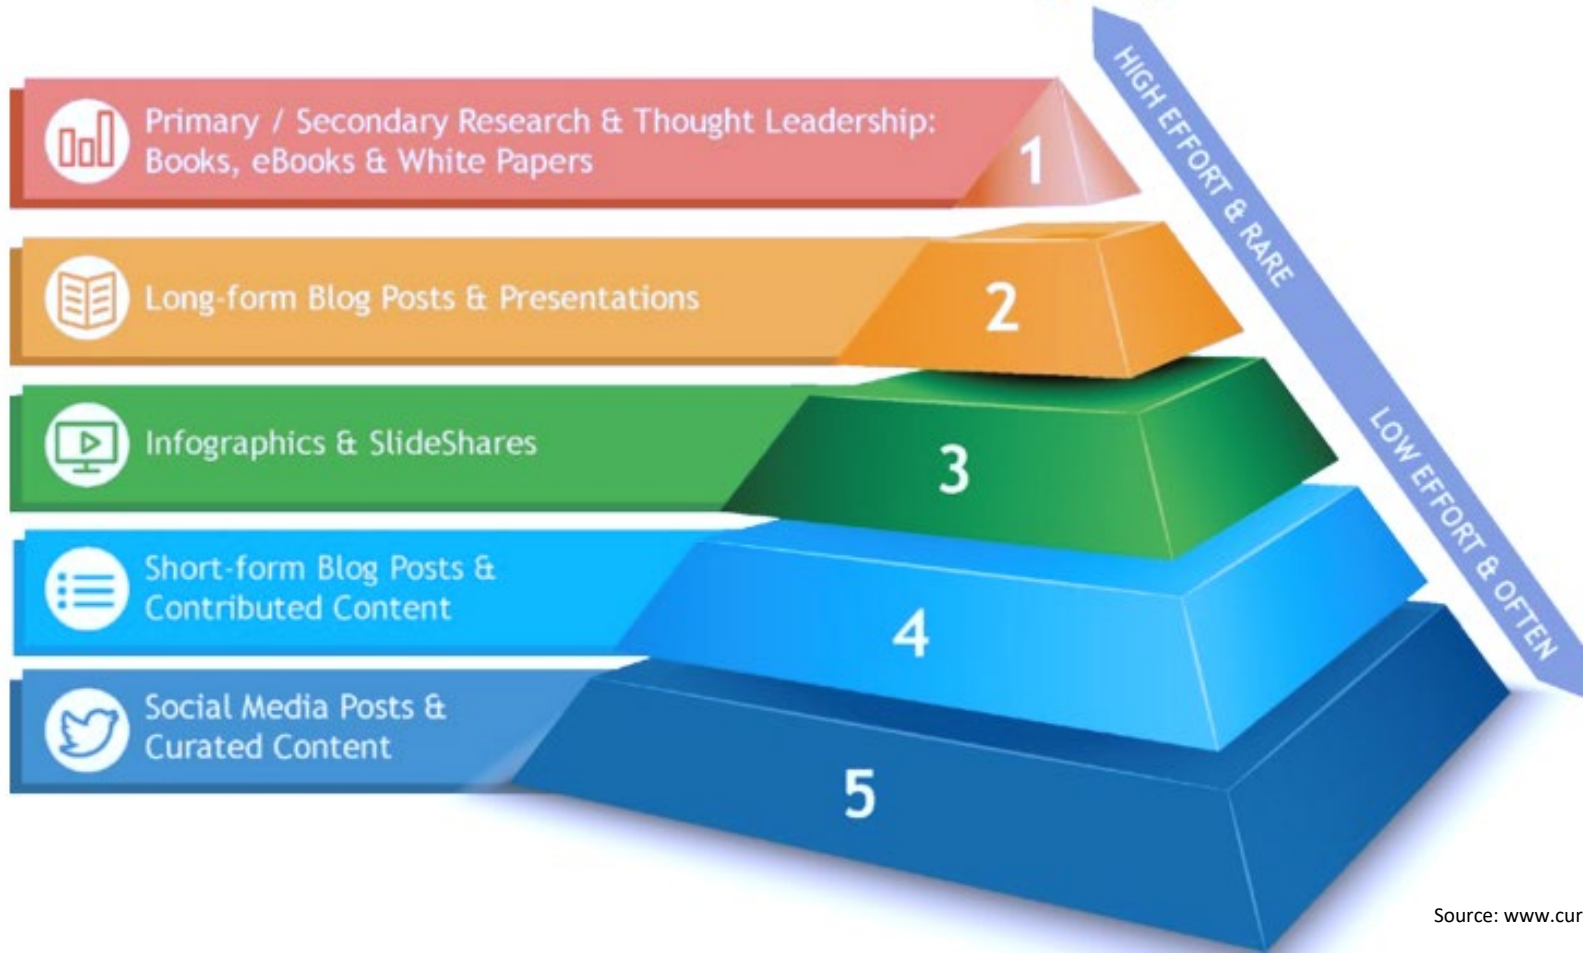 HIGH EFFORT & RARE
LOW EFFORT & OFTEN
Primary / Secondary Research & Thought Leadership:
Books, eBooks & White Papers
1
Long-form Blog Posts & Presentations
2
Infographics & SlideShares
3
Short-form Blog Posts &
Contributed Content
4
Social Media Posts &
Curated Content
5
Source: www.cur